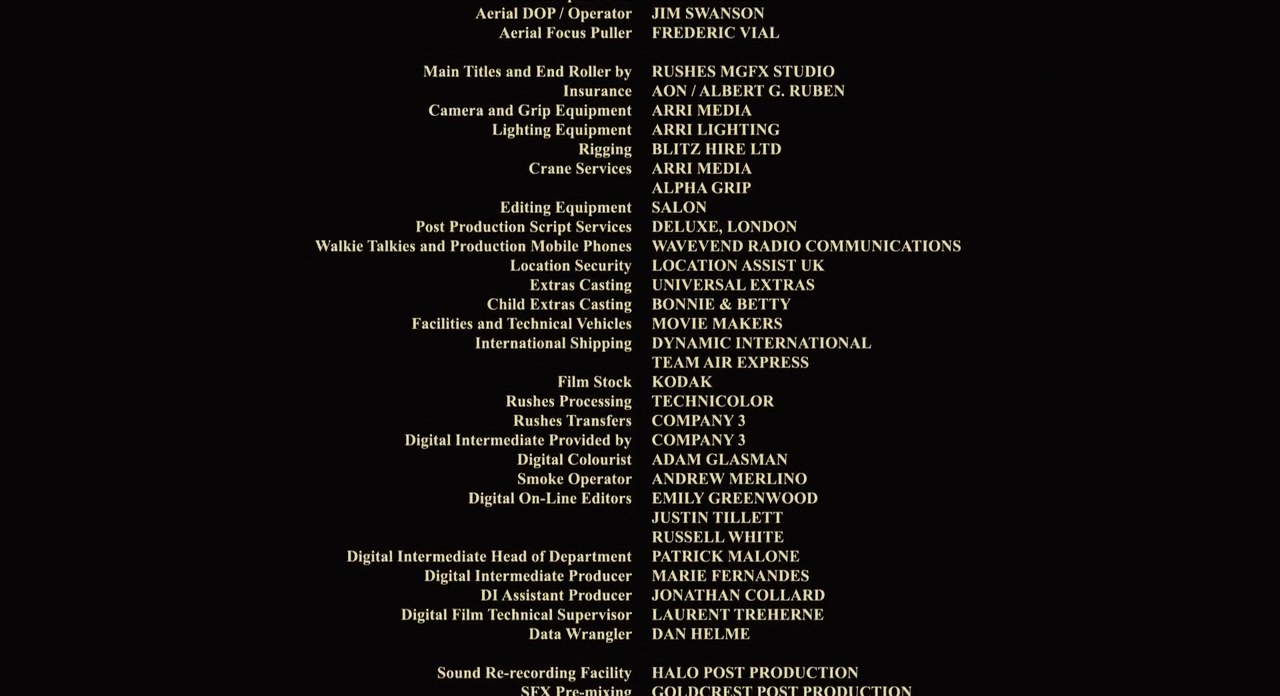 Aerial DOP / Operator JIM SWANSON
Aerial Focus Puller FREDERIC VIAL
Main Titles and End Roller by RUSHES MGFX STUDIO
Insurance AON / ALBERT G. RUBEN
Camera and Grip Equipment ARRI MEDIA
Lighting Equipment ARRI LIGHTING
Rigging BLITZ HIRE LTD
Crane Services ARRI MEDIA
ALPHA GRIP
Editing Equipment SALON
Post Production Script Services DELUXE, LONDON
Walkie Talkies and Production Mobile Phones WAVEVEND RADIO COMMUNICATIONS
Location Security LOCATION ASSIST UK
Extras Casting UNIVERSAL EXTRAS
Child Extras Casting BONNIE & BETTY
Facilities and Technical Vehicles MOVIE MAKERS
International Shipping DYNAMIC INTERNATIONAL
TEAM AIR EXPRESS
Film Stock KODAK
Rushes Processing TECHNICOLOR
Rushes Transfers COMPANY 3
Digital Intermediate Provided by COMPANY 3
Digital Colourist ADAM GLASMAN
Smoke Operator ANDREW MERLINO
Digital On-Line Editors EMILY GREENWOOD
JUSTIN TILLETT
RUSSELL WHITE
Digital Intermediate Head of Department PATRICK MALONE
Digital Intermediate Producer MARIE FERNANDES
DI Assistant Producer JONATHAN COLLARD
Digital Film Technical Supervisor LAURENT TREHERNE
Data Wrangler DAN HELME
Sound Re-recording Facility HALO POST PRODUCTION
SFX Pre-mixing GOLDCREST POST PRODUCTION